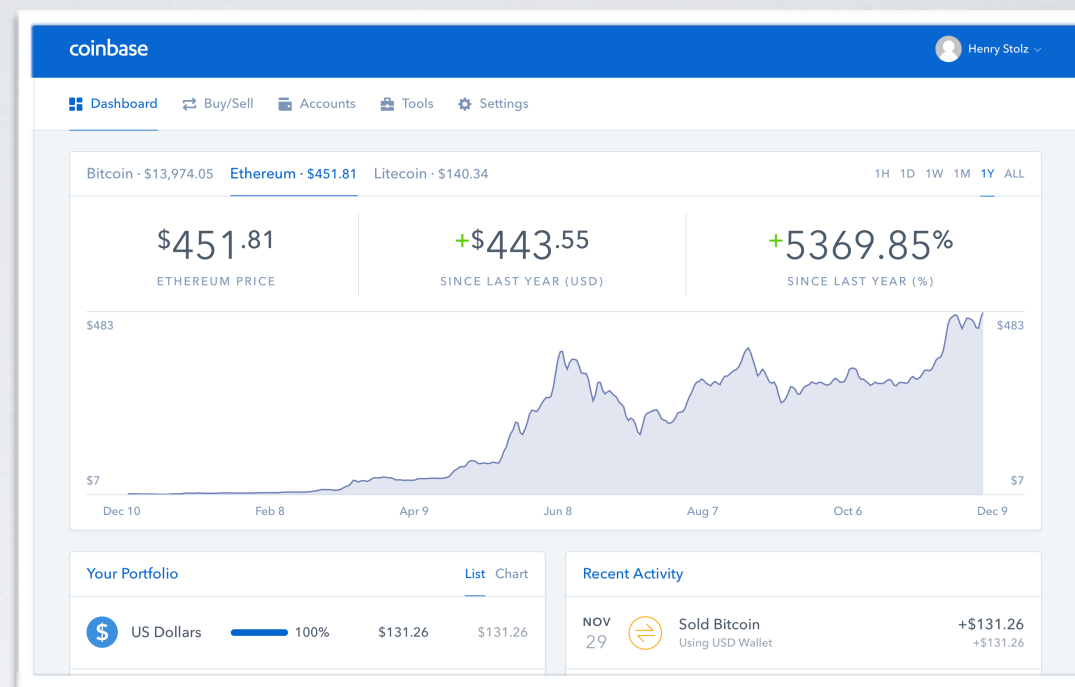 coinbase
Henry Stolz
Dashboard Buy/Sell Accounts Tools Settings
Bitcoin · $13,974.05 Ethereum · $451.81 Litecoin · $140.34 1H 1D 1W 1M 1Y ALL
$451.81 +$443.55 +5369.85%
ETHEREUM PRICE SINCE LAST YEAR (USD) SINCE LAST YEAR (%)
$483 $483
$7 $7
Dec 10 Feb 8 Apr 9 Jun 8 Aug 7 Oct 6 Dec 9
Your Portfolio List Chart
$ US Dollars 100% $131.26 $131.26
Recent Activity
NOV 29
Sold Bitcoin +$131.26
Using USD Wallet +$131.26